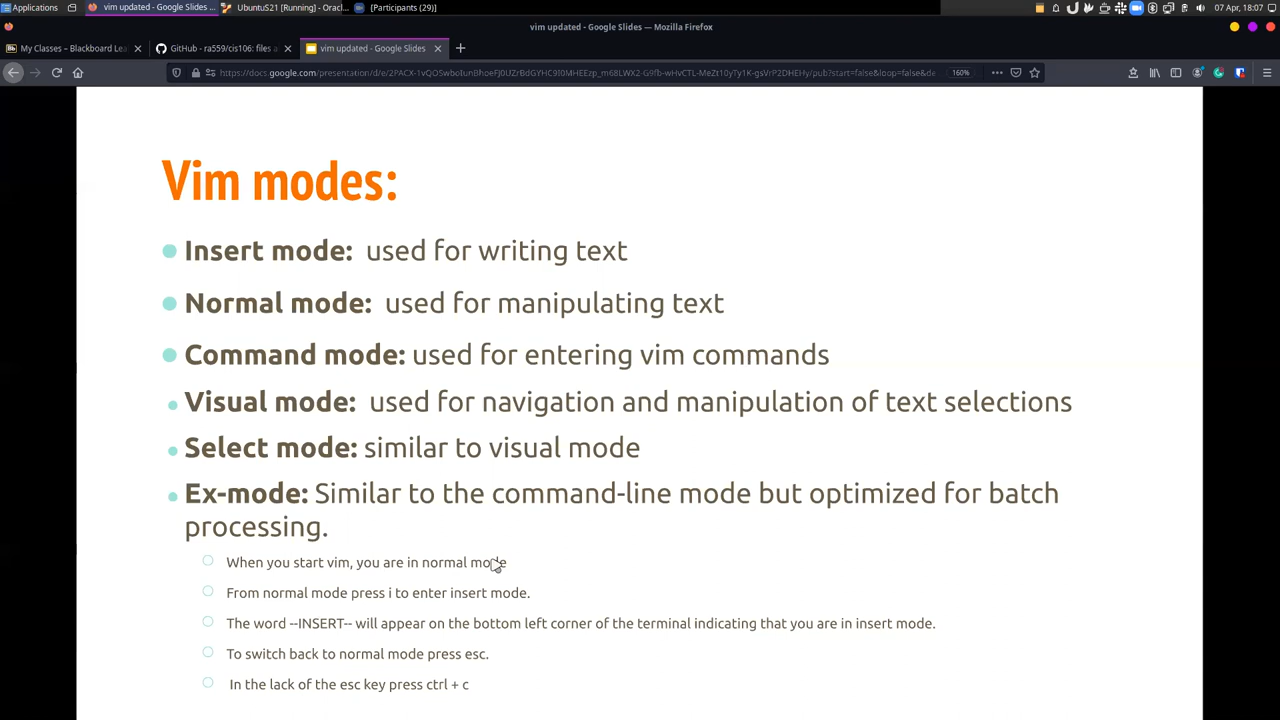 Applications
vim updated - Google Slides ...
UbuntuS21 [Running] - Oracl...
[Participants (29)]
07 Apr, 18:07
vim updated - Google Slides — Mozilla Firefox
My Classes – Blackboard Lea
GitHub - ra559/cis106: files a
vim updated - Google Slides
160%
Vim modes:
Insert mode: used for writing text
Normal mode: used for manipulating text
Command mode: used for entering vim commands
Visual mode: used for navigation and manipulation of text selections
Select mode: similar to visual mode
Ex-mode: Similar to the command-line mode but optimized for batch
processing.
When you start vim, you are in normal mode
From normal mode press i to enter insert mode.
The word --INSERT-- will appear on the bottom left corner of the terminal indicating that you are in insert mode.
To switch back to normal mode press esc.
In the lack of the esc key press ctrl + c